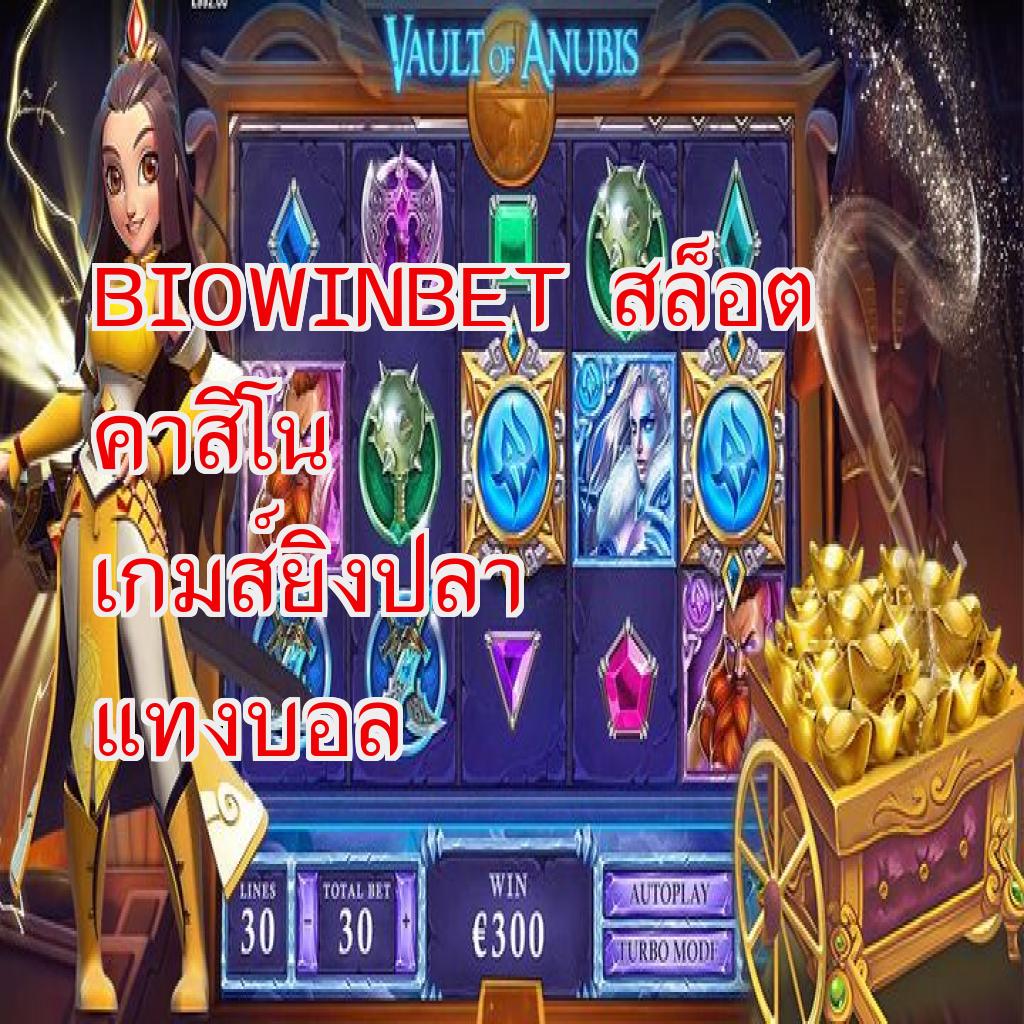 VAULT OF ANUBIS
BIOWINBET สล็อต
คาสิโน
เกมส์ยิงปลา
แทงบอล
LINES
30
TOTAL BET
- 30 +
WIN
€300
AUTOPLAY
TURBO MODE